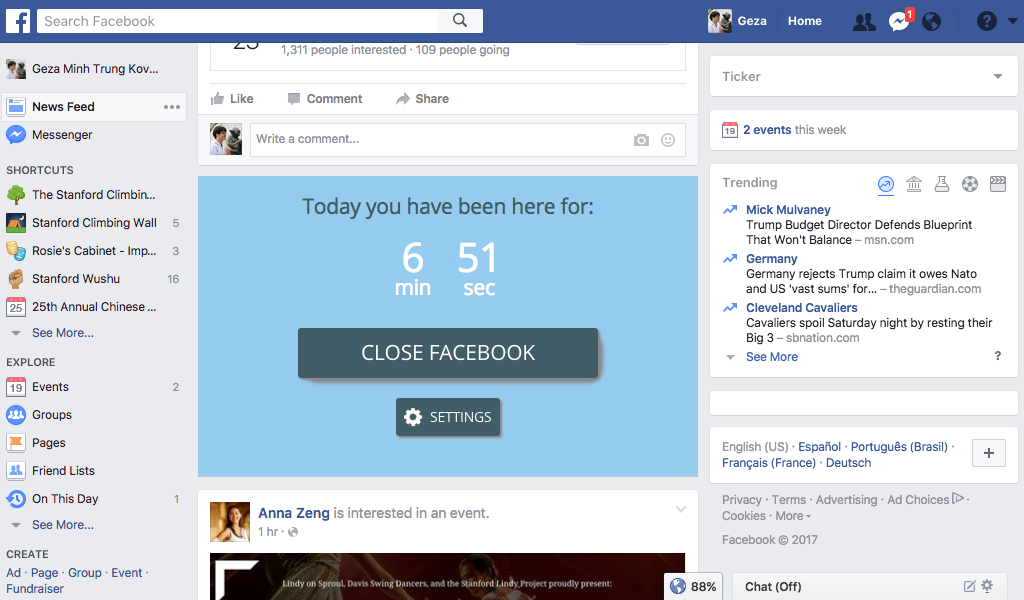 f
Search Facebook
Geza
Home
1
?
Geza Minh Trung Kov...
News Feed
Messenger
SHORTCUTS
The Stanford Climbin...
Stanford Climbing Wall 5
Rosie's Cabinet - Imp... 3
Stanford Wushu 16
25 25th Annual Chinese ...
See More...
EXPLORE
19 Events 2
Groups
Pages
Friend Lists
On This Day 1
See More...
CREATE
Ad · Page · Group · Event ·
Fundraiser
1,311 people interested · 109 people going
Like Comment Share
Write a comment...
Today you have been here for:
6 51
min sec
CLOSE FACEBOOK
SETTINGS
Anna Zeng is interested in an event.
1 hr ·
Lindy on Sproul, Davis Swing Dancers, and the Stanford Lindy Project proudly present:
Ticker
19 2 events this week
Trending
Mick Mulvaney
Trump Budget Director Defends Blueprint
That Won't Balance – msn.com
Germany
Germany rejects Trump claim it owes Nato
and US 'vast sums' for... – theguardian.com
Cleveland Cavaliers
Cavaliers spoil Saturday night by resting their
Big 3 – sbnation.com
See More ?
English (US) · Español · Português (Brasil) ·
Français (France) · Deutsch
+
Privacy · Terms · Advertising · Ad Choices ·
Cookies · More
Facebook © 2017
88%
Chat (Off)